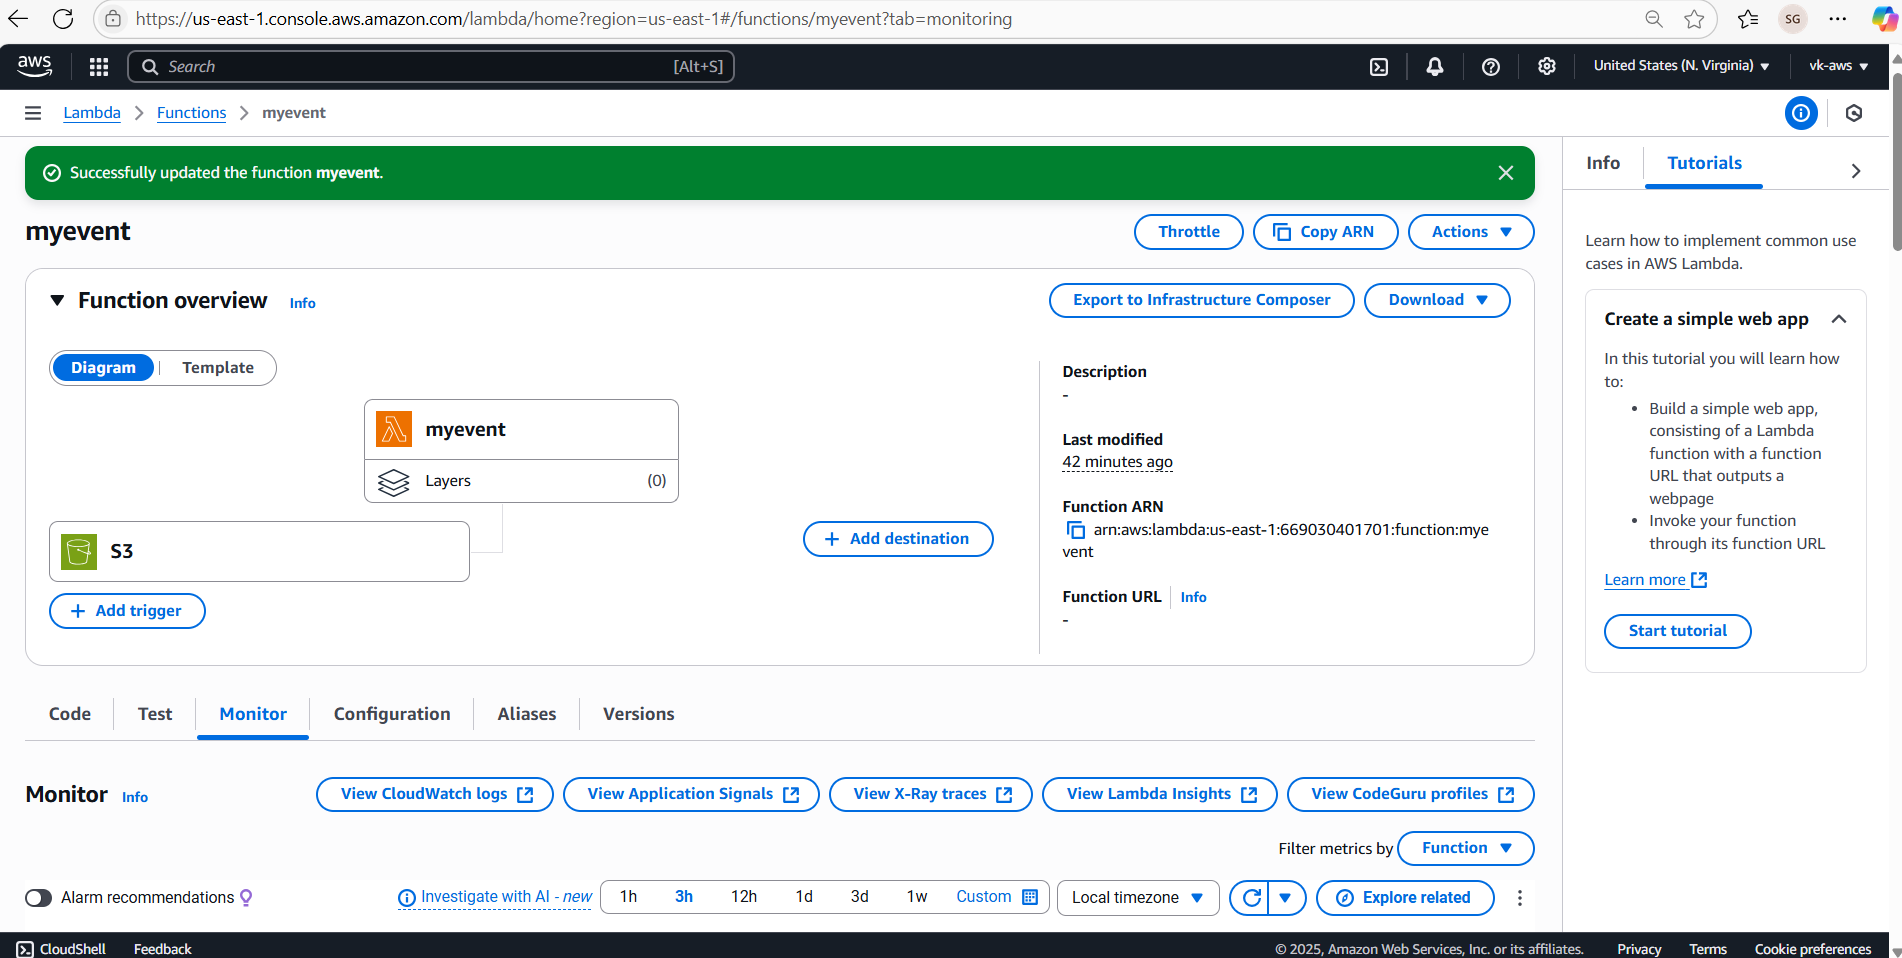 https://us-east-1.console.aws.amazon.com/lambda/home?region=us-east-1#/functions/myevent?tab=monitoring
SG
aws
Search
[Alt+S]
United States (N. Virginia)
vk-aws
Lambda
Functions
myevent
Successfully updated the function myevent.
Info
Tutorials
myevent
Throttle
Copy ARN
Actions
Learn how to implement common use
cases in AWS Lambda.
Function overview Info
Export to Infrastructure Composer
Download
Diagram
Template
myevent
Layers (0)
S3
Add trigger
Add destination
Description
-
Last modified
42 minutes ago
Function ARN
arn:aws:lambda:us-east-1:669030401701:function:mye
vent
Function URL Info
-
Create a simple web app
In this tutorial you will learn how
to:
• Build a simple web app,
consisting of a Lambda
function with a function
URL that outputs a
webpage
• Invoke your function
through its function URL
Learn more
Start tutorial
Code
Test
Monitor
Configuration
Aliases
Versions
Monitor Info
View CloudWatch logs
View Application Signals
View X-Ray traces
View Lambda Insights
View CodeGuru profiles
Filter metrics by
Function
Alarm recommendations
Investigate with AI - new
1h
3h
12h
1d
3d
1w
Custom
Local timezone
Explore related
CloudShell
Feedback
© 2025, Amazon Web Services, Inc. or its affiliates.
Privacy
Terms
Cookie preferences